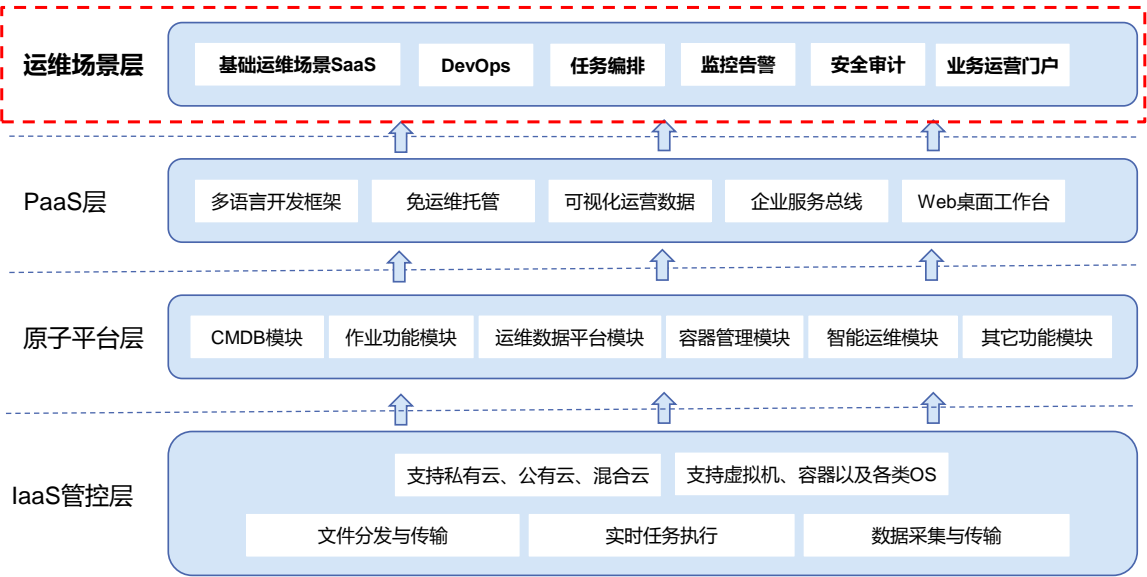 运维场景层
基础运维场景SaaS
DevOps
任务编排
监控告警
安全审计
业务运营门户
PaaS层
多语言开发框架
免运维托管
可视化运营数据
企业服务总线
Web桌面工作台
原子平台层
CMDB模块
作业功能模块
运维数据平台模块
容器管理模块
智能运维模块
其它功能模块
IaaS管控层
支持私有云、公有云、混合云
支持虚拟机、容器以及各类OS
文件分发与传输
实时任务执行
数据采集与传输